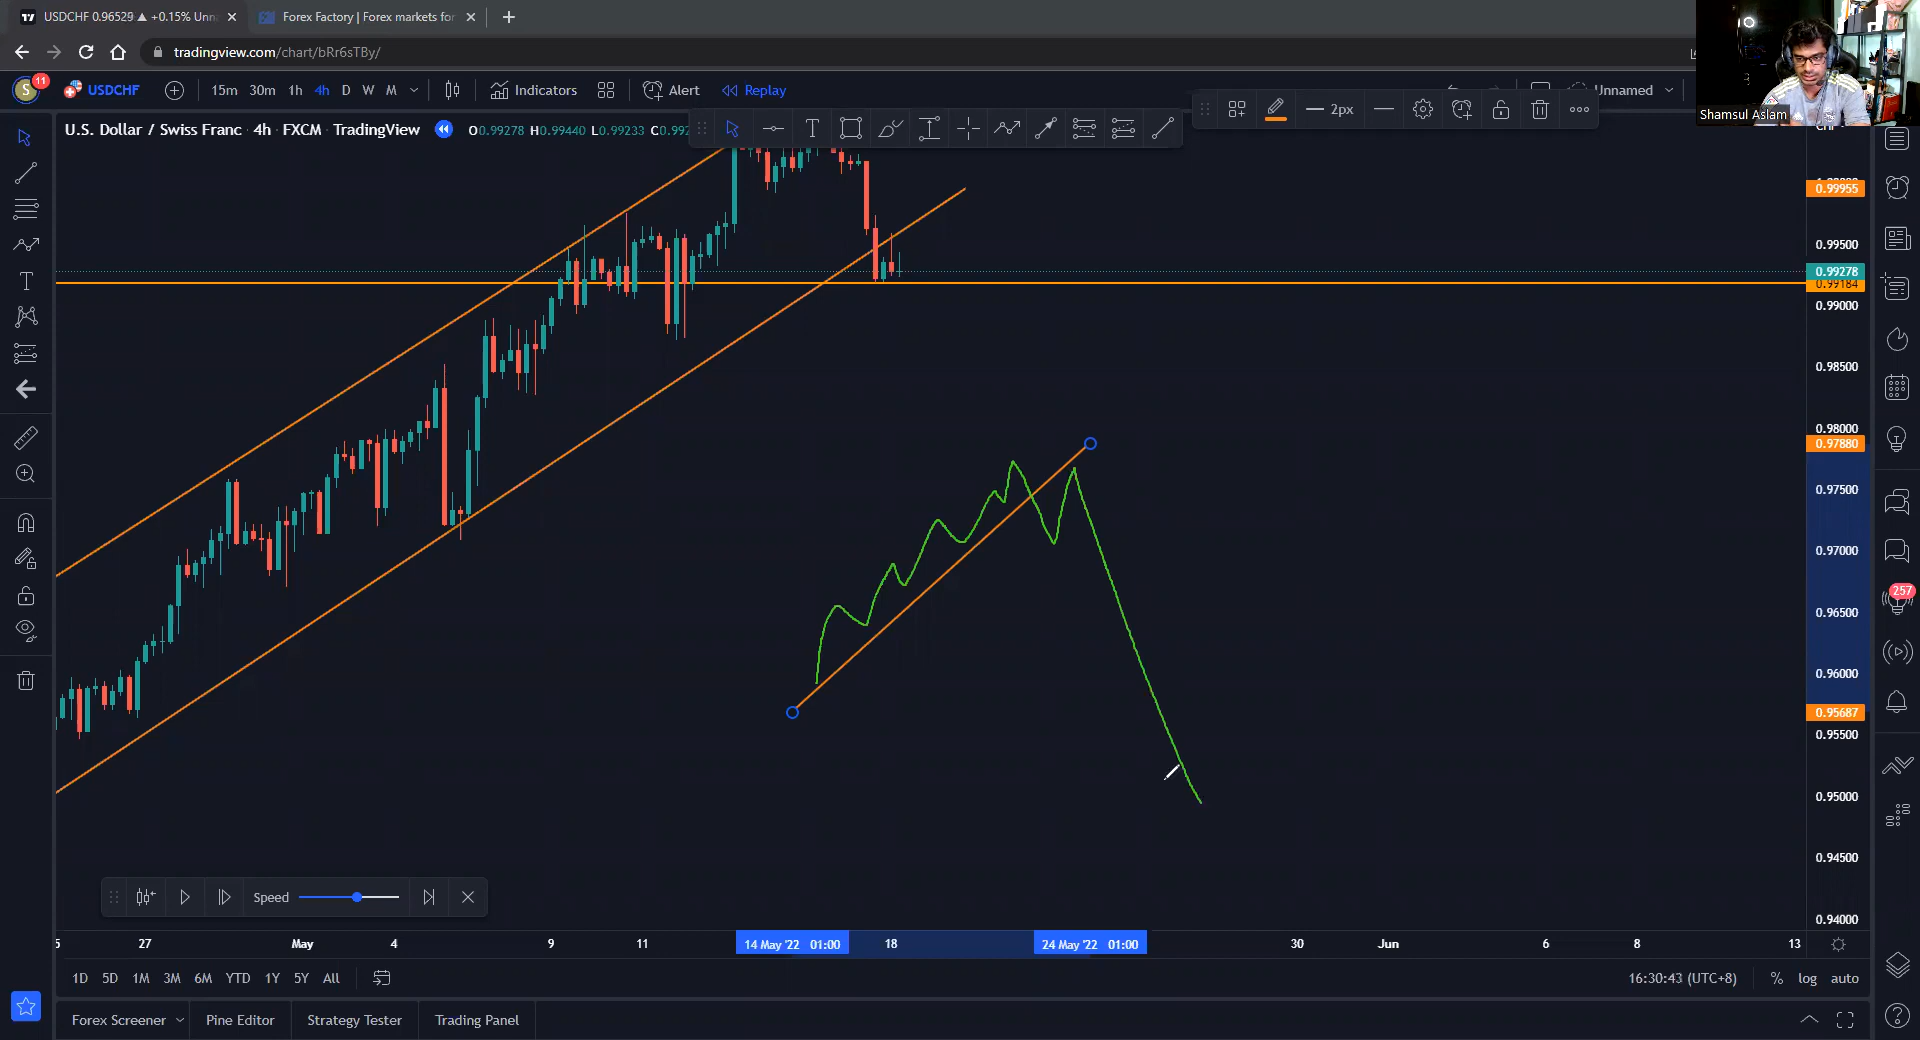 USDCHF 0.96529 ▲ +0.15% Unn
Forex Factory | Forex markets for
tradingview.com/chart/bRr6sTBy/
S 11 USDCHF 15m 30m 1h 4h D W M Indicators Alert Replay Unnamed
Shamsul Aslam
U.S. Dollar / Swiss Franc · 4h · FXCM · TradingView O0.99278 H0.99440 L0.99233 C0.992
2px
T
T
0.99955
0.99500
0.99278
0.99184
0.99000
0.98500
0.98000
0.97880
0.97500
0.97000
0.96500
257
0.96000
0.95687
0.95500
0.95000
0.94500
Speed
0.94000
27 May 4 9 11 14 May '22 01:00 18 24 May '22 01:00 30 Jun 6 8 13
1D 5D 1M 3M 6M YTD 1Y 5Y All 16:30:43 (UTC+8) % log auto
Forex Screener Pine Editor Strategy Tester Trading Panel